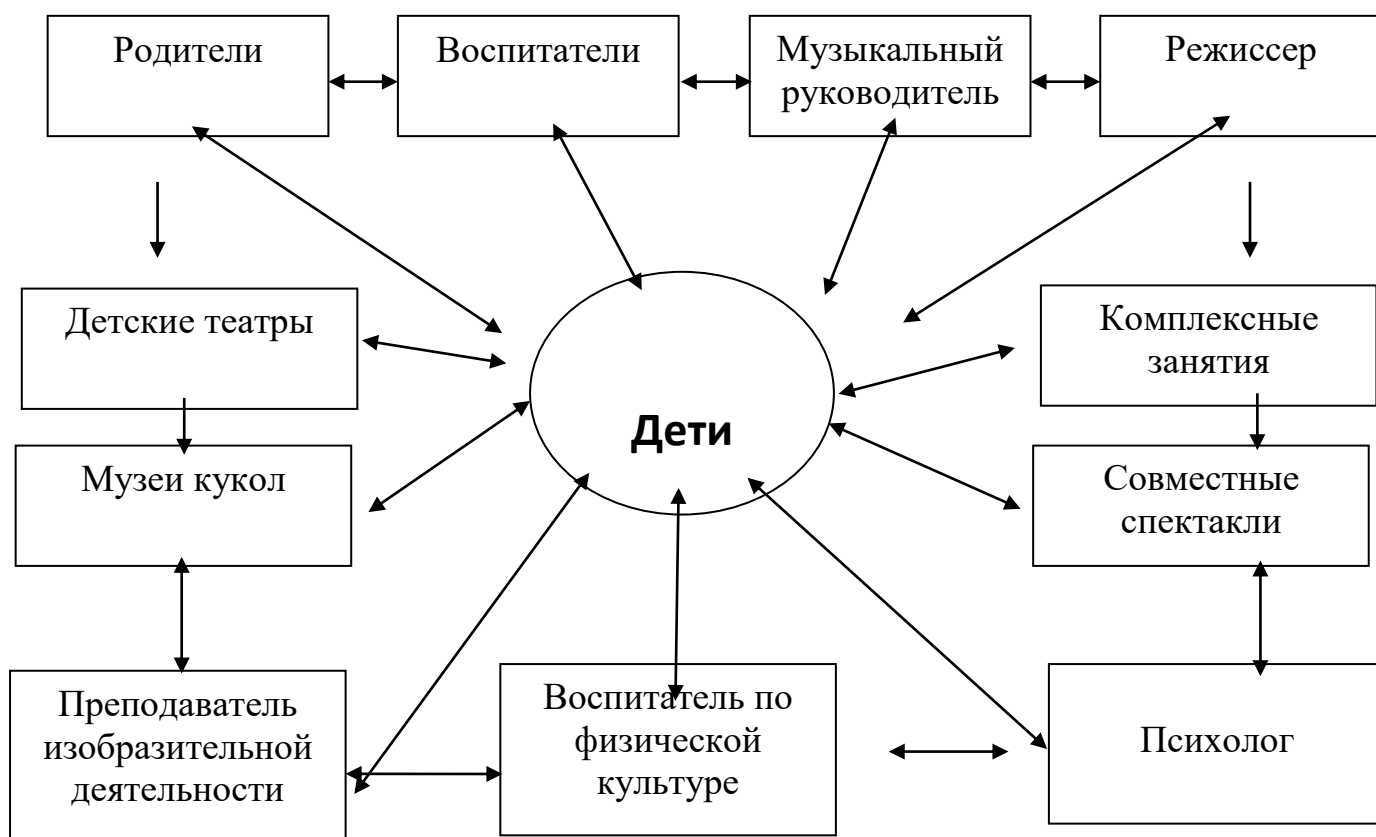 Родители
Воспитатели
Музыкальный
руководитель
Режиссер
Детские театры
Комплексные
занятия
Дети
Музеи кукол
Совместные
спектакли
Преподаватель
изобразительной
деятельности
Воспитатель по
физической
культуре
Психолог